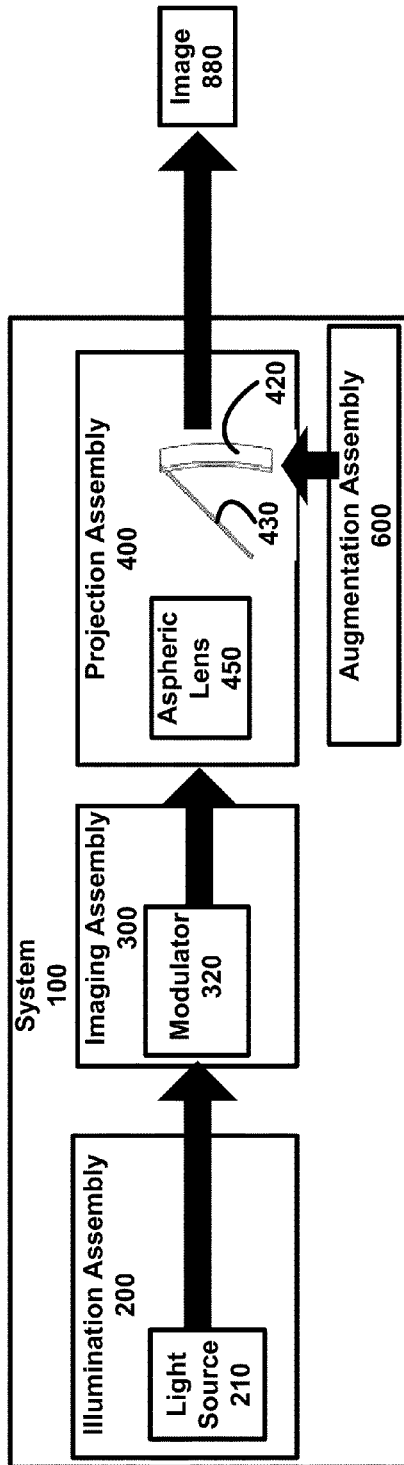 System
100
Illumination Assembly
200
Light
Source
210
Imaging Assembly
300
Modulator
320
Projection Assembly
400
Aspheric
Lens
450
430
420
Augmentation Assembly
600
Image
880